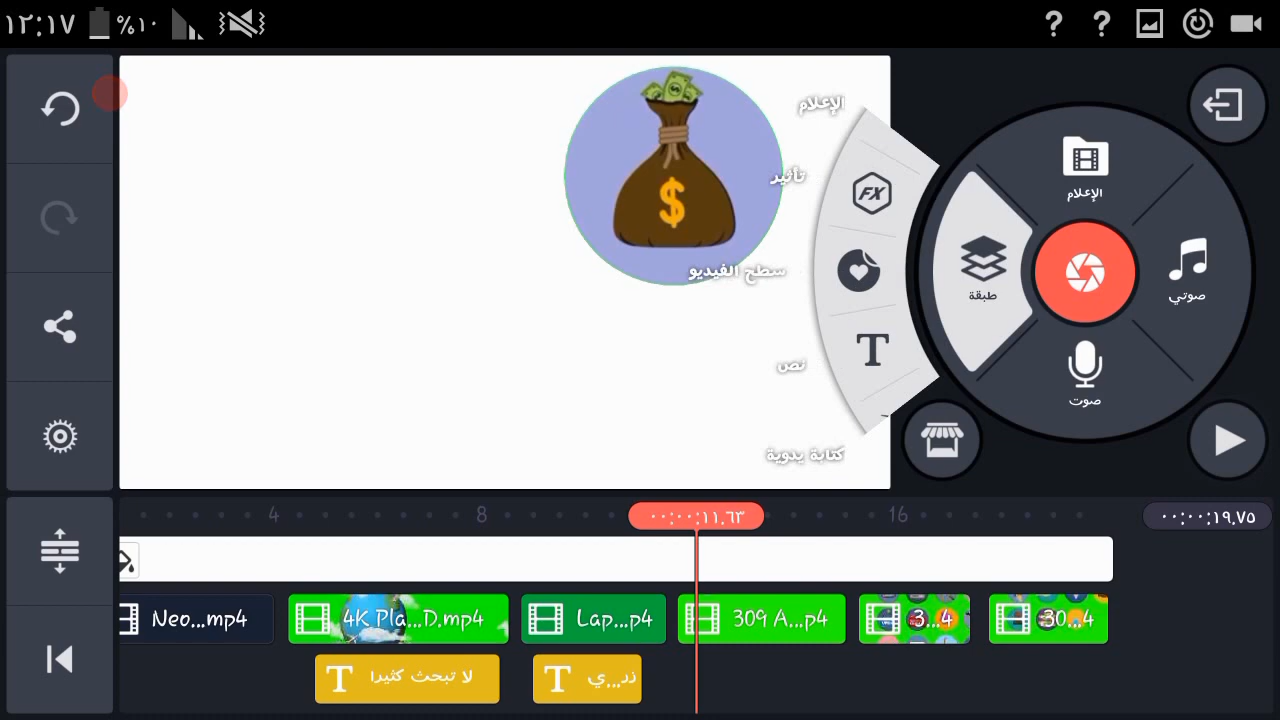 ١٢:١٧ %١٠
الإعلام
تأثير
سطح الفيديو
نص
كتابة يدوية
FX
T
الإعلام
طبقة
صوتي
صوت
$
4 8 ٠٠:٠٠:١١.٦٣ 16 ٠٠:٠٠:١٩.٧٥
Neo...mp4 4K Pla...D.mp4 Lap...p4 309 A...p4 3...4 30...4
T لا تبحث كثيرا T زر...ي